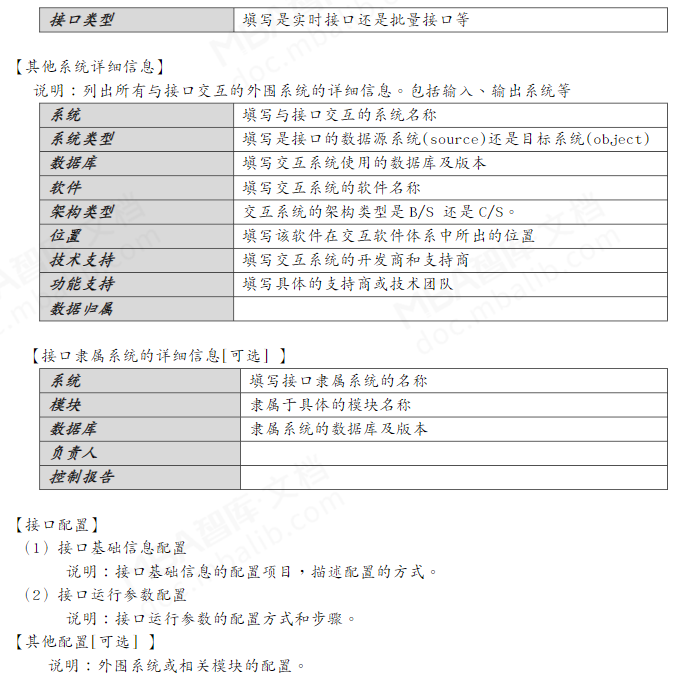 接口类型 填写是实时接口还是批量接口等
【其他系统详细信息】
说明：列出所有与接口交互的外围系统的详细信息。包括输入、输出系统等
系统 填写与接口交互的系统名称
系统类型 填写是接口的数据源系统(source)还是目标系统(object)
数据库 填写交互系统使用的数据库及版本
软件 填写交互系统的软件名称
架构类型 交互系统的架构类型是 B/S 还是 C/S。
位置 填写该软件在交互软件体系中所出的位置
技术支持 填写交互系统的开发商和支持商
功能支持 填写具体的支持商或技术团队
数据归属
【接口隶属系统的详细信息[可选] 】
系统 填写接口隶属系统的名称
模块 隶属于具体的模块名称
数据库 隶属系统的数据库及版本
负责人
控制报告
【接口配置】
（1）接口基础信息配置
说明：接口基础信息的配置项目，描述配置的方式。
（2）接口运行参数配置
说明：接口运行参数的配置方式和步骤。
【其他配置[可选] 】
说明：外围系统或相关模块的配置。
MBA智库·文档
doc.mbalib.com